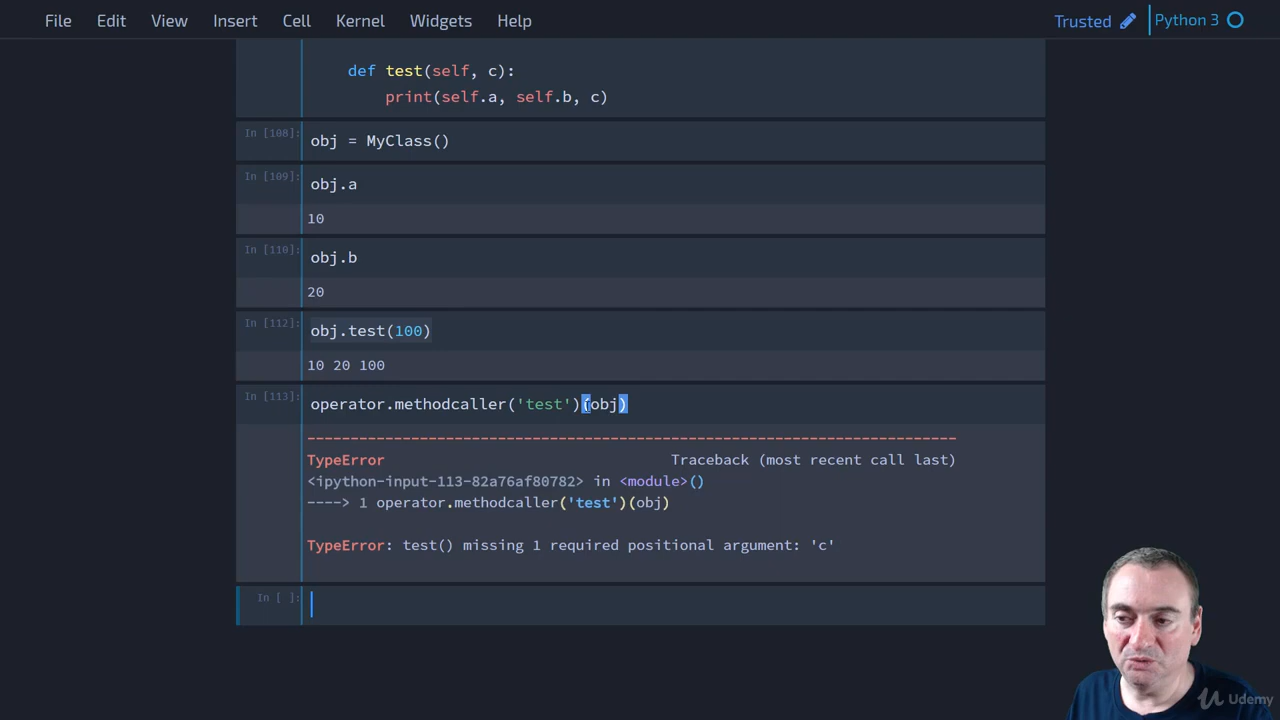 File Edit View Insert Cell Kernel Widgets Help Trusted Python 3
def test(self, c):
print(self.a, self.b, c)
In [108]: obj = MyClass()
In [109]: obj.a
10
In [110]: obj.b
20
In [112]: obj.test(100)
10 20 100
In [113]: operator.methodcaller('test')(obj)
---------------------------------------------------------------------------
TypeError Traceback (most recent call last)
<ipython-input-113-82a76af80782> in <module>()
----> 1 operator.methodcaller('test')(obj)
TypeError: test() missing 1 required positional argument: 'c'
In [ ]:
Udemy